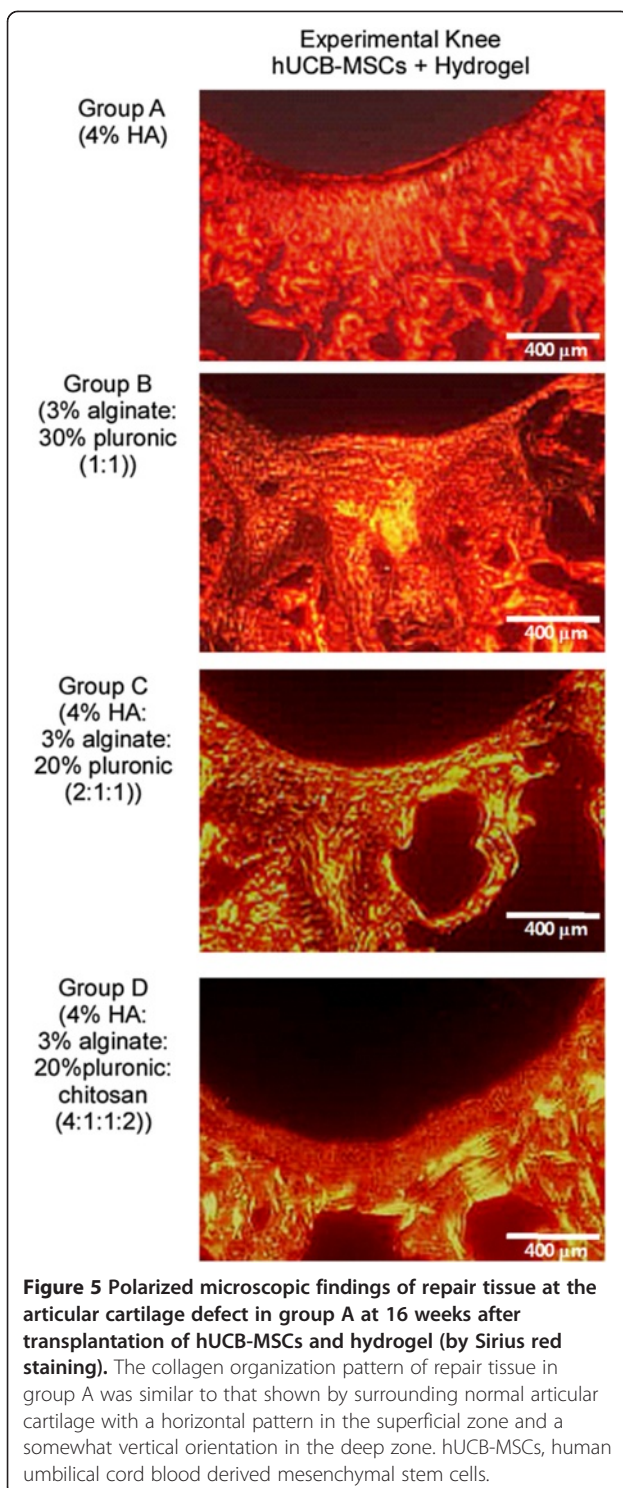 Experimental Knee
hUCB-MSCs + Hydrogel
Group A
(4% HA)
400 µm
Group B
(3% alginate:
30% pluronic
(1:1))
400 µm
Group C
(4% HA:
3% alginate:
20% pluronic
(2:1:1))
400 µm
Group D
(4% HA:
3% alginate:
20%pluronic:
chitosan
(4:1:1:2))
400 µm
Figure 5 Polarized microscopic findings of repair tissue at the
articular cartilage defect in group A at 16 weeks after
transplantation of hUCB-MSCs and hydrogel (by Sirius red
staining). The collagen organization pattern of repair tissue in
group A was similar to that shown by surrounding normal articular
cartilage with a horizontal pattern in the superficial zone and a
somewhat vertical orientation in the deep zone. hUCB-MSCs, human
umbilical cord blood derived mesenchymal stem cells.